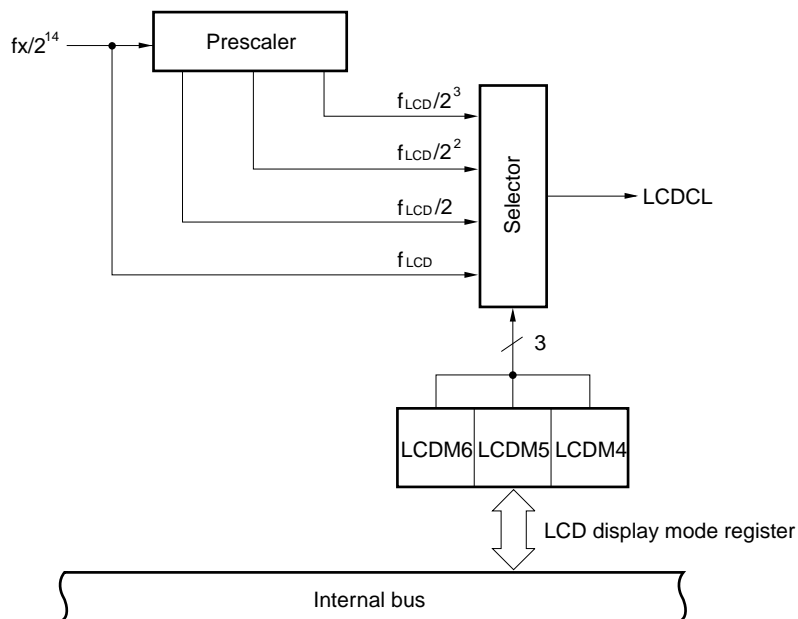 Prescaler
fx/2¹⁴
fLCD/2³
fLCD/2²
fLCD/2
fLCD
Selector
LCDCL
3
LCDM6 LCDM5 LCDM4
LCD display mode register
Internal bus